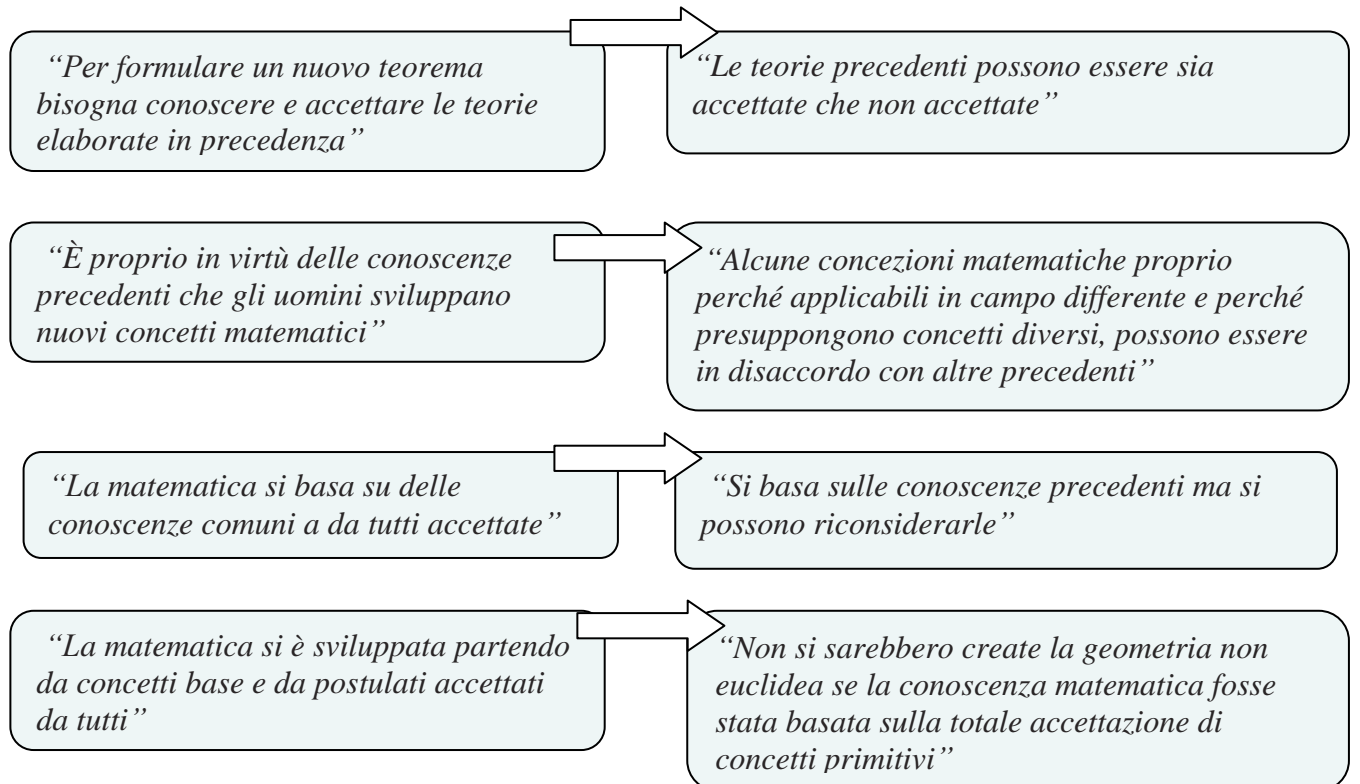 “Per formulare un nuovo teorema
bisogna conoscere e accettare le teorie
elaborate in precedenza”
“Le teorie precedenti possono essere sia
accettate che non accettate”
“È proprio in virtù delle conoscenze
precedenti che gli uomini sviluppano
nuovi concetti matematici”
“Alcune concezioni matematiche proprio
perché applicabili in campo differente e perché
presuppongono concetti diversi, possono essere
in disaccordo con altre precedenti”
“La matematica si basa su delle
conoscenze comuni a da tutti accettate”
“Si basa sulle conoscenze precedenti ma si
possono riconsiderarle”
“La matematica si è sviluppata partendo
da concetti base e da postulati accettati
da tutti”
“Non si sarebbero create la geometria non
euclidea se la conoscenza matematica fosse
stata basata sulla totale accettazione di
concetti primitivi”